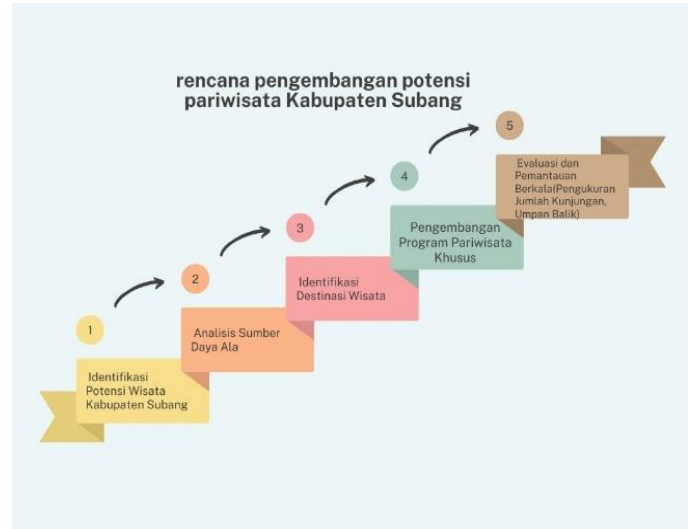 rencana pengembangan potensi
pariwisata Kabupaten Subang
1
Identifikasi
Potensi Wisata
Kabupaten Subang
2
Analisis Sumber
Daya Ala
3
Identifikasi
Destinasi Wisata
4
Pengembangan
Program Pariwisata
Khusus
5
Evaluasi dan
Pemantauan
Berkala(Pengukuran
Jumlah Kunjungan,
Umpan Balik)